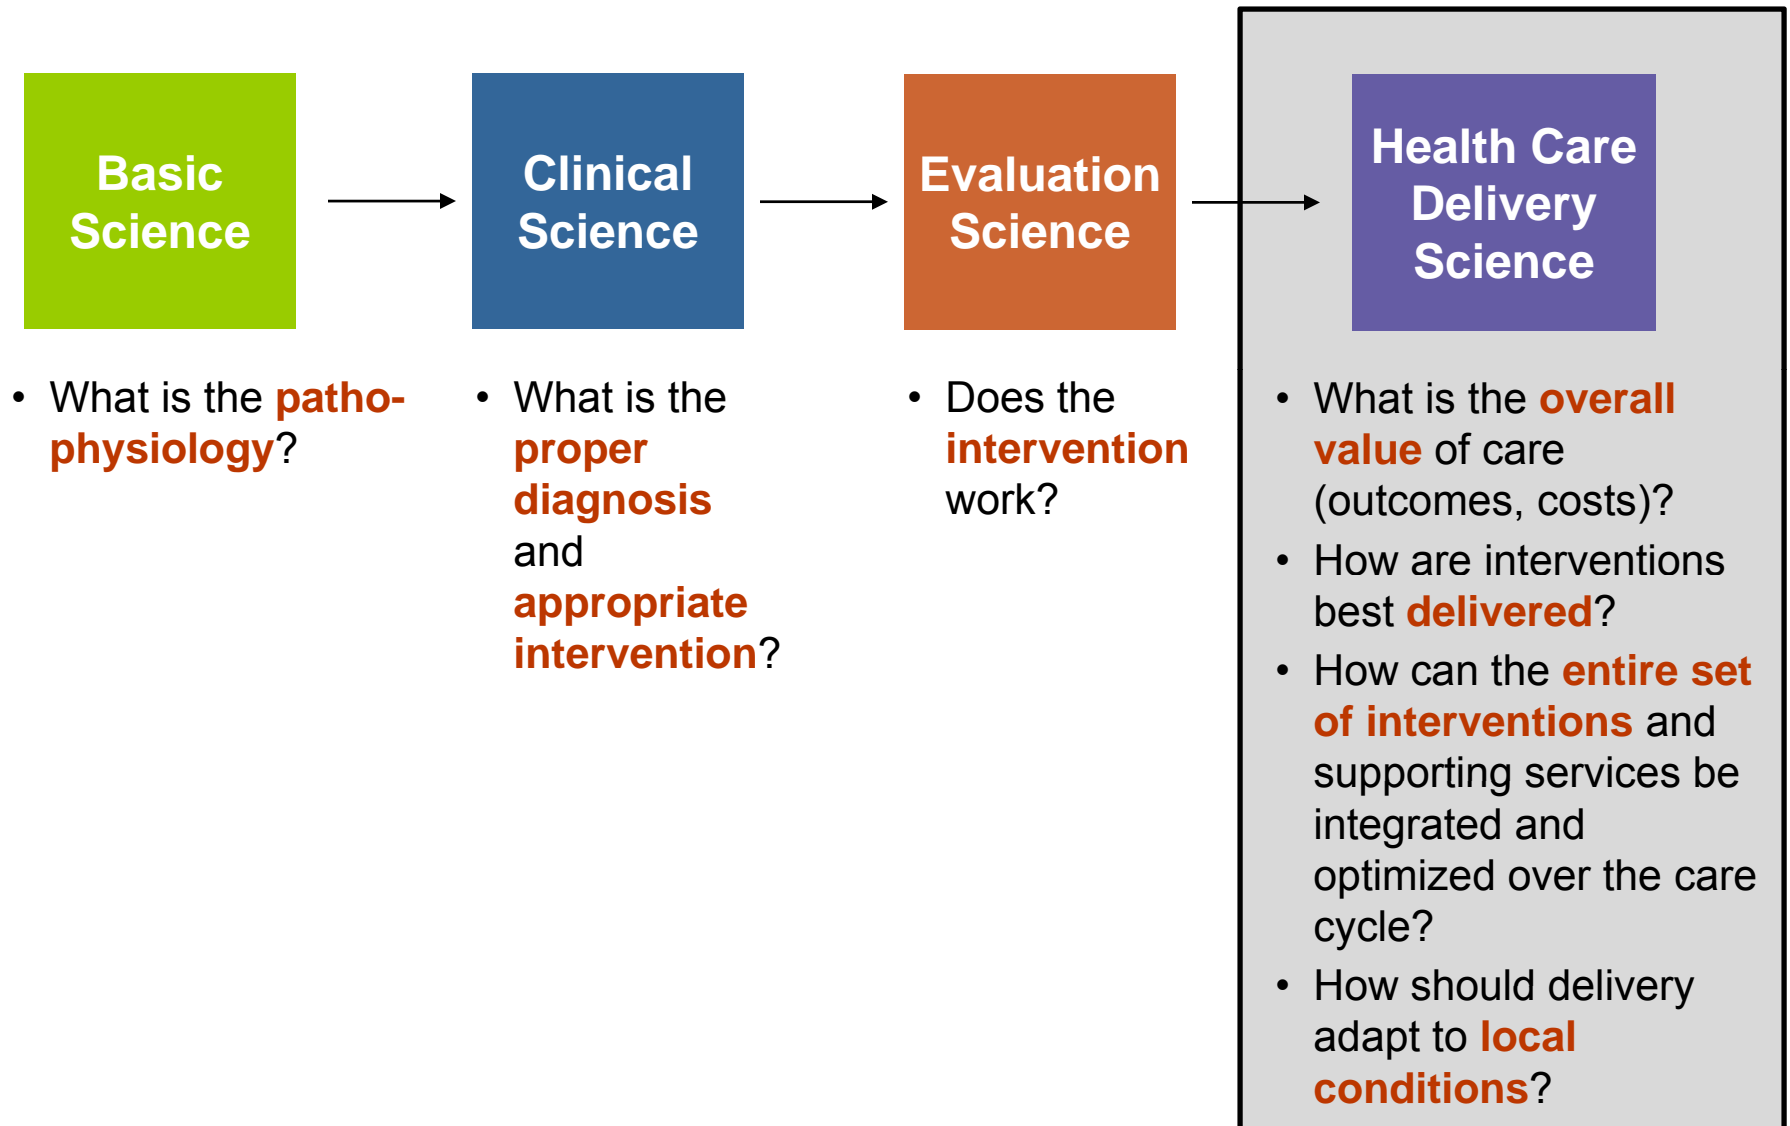 Basic
Science
Clinical
Science
Evaluation
Science
Health Care
Delivery
Science
• What is the patho-
physiology?
• What is the
proper
diagnosis
and
appropriate
intervention?
• Does the
intervention
work?
• What is the overall
value of care
(outcomes, costs)?
• How are interventions
best delivered?
• How can the entire set
of interventions and
supporting services be
integrated and
optimized over the care
cycle?
• How should delivery
adapt to local
conditions?